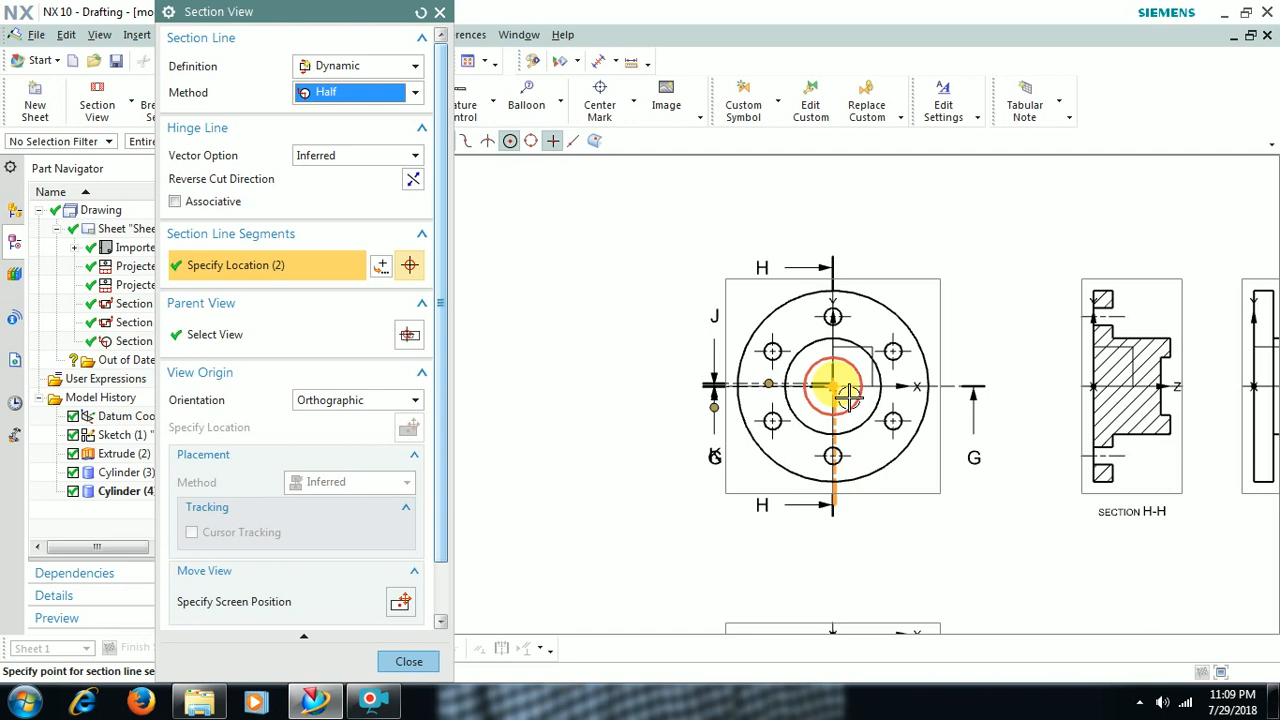 NX
NX 10 - Drafting - [mo
Section View
SIEMENS
File
Edit
View
Insert
rences
Window
Help
Start
New Sheet
Section View
Br
ature
ontrol
Balloon
Center Mark
Image
Custom Symbol
Edit Custom
Replace Custom
Edit Settings
Tabular Note
No Selection Filter
Entire
Part Navigator
Name
Drawing
Sheet "Shee
Importe
Projecte
Projecte
Section
Section
Section
Out of Date
User Expressions
Model History
Datum Coo
Sketch (1)
Extrude (2)
Cylinder (3)
Cylinder (4
Dependencies
Details
Preview
Sheet 1
Finish S
Specify point for section line se
Section Line
Definition
Dynamic
Method
Half
Hinge Line
Vector Option
Inferred
Reverse Cut Direction
Associative
Section Line Segments
Specify Location (2)
Parent View
Select View
View Origin
Orientation
Orthographic
Specify Location
Placement
Method
Inferred
Tracking
Cursor Tracking
Move View
Specify Screen Position
Close
H
J
Y
X
G
G
H
Y
Z
SECTION H-H
11:09 PM
7/29/2018